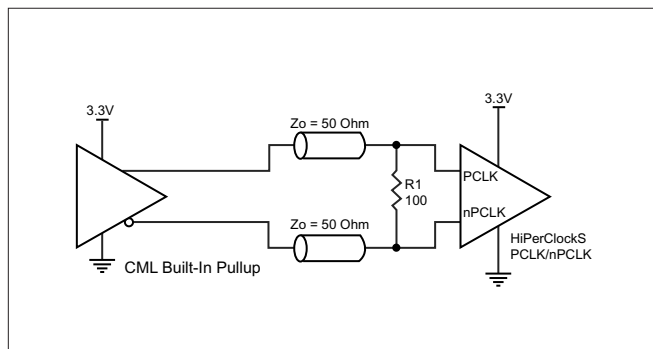 3.3V
3.3V
Zo = 50 Ohm
PCLK
R1
100
nPCLK
Zo = 50 Ohm
HiPerClockS
PCLK/nPCLK
CML Built-In Pullup